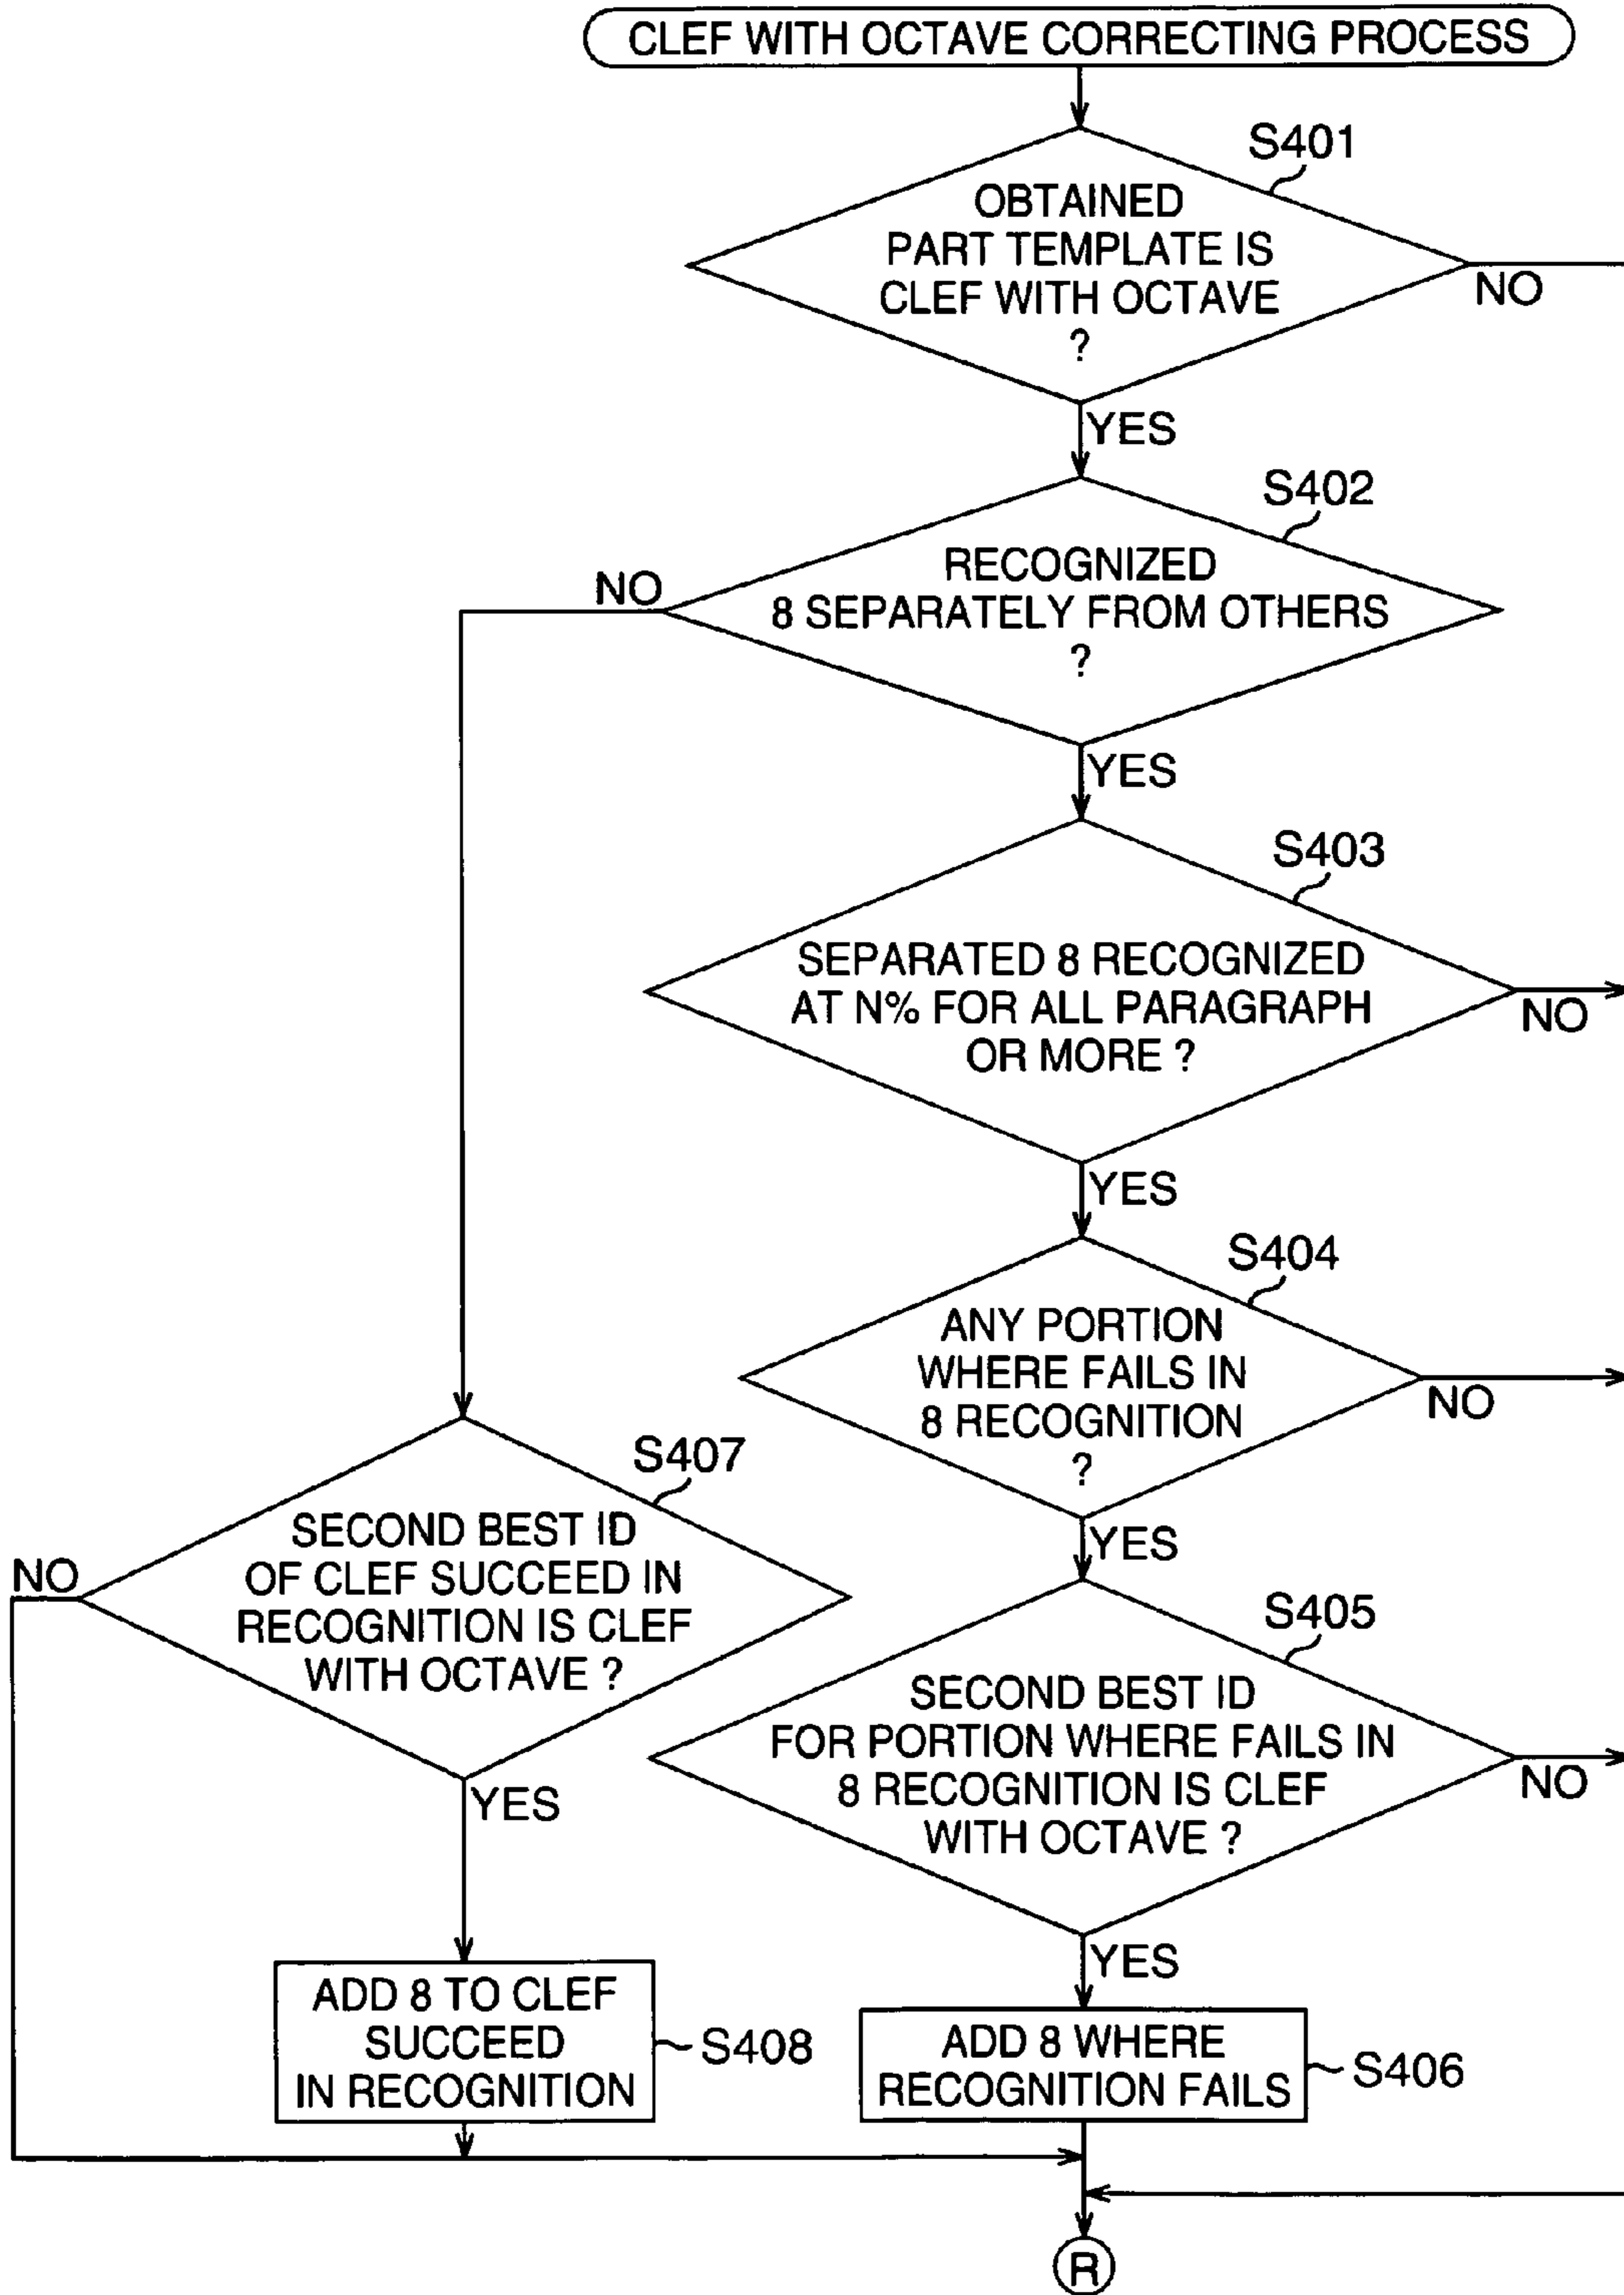 CLEF WITH OCTAVE CORRECTING PROCESS
S401
OBTAINED
PART TEMPLATE IS
CLEF WITH OCTAVE
?
NO
YES
S402
RECOGNIZED
8 SEPARATELY FROM OTHERS
?
NO
YES
S403
SEPARATED 8 RECOGNIZED
AT N% FOR ALL PARAGRAPH
OR MORE ?
NO
YES
S404
ANY PORTION
WHERE FAILS IN
8 RECOGNITION
?
NO
YES
S407
SECOND BEST ID
OF CLEF SUCCEED IN
RECOGNITION IS CLEF
WITH OCTAVE ?
NO
YES
S405
SECOND BEST ID
FOR PORTION WHERE FAILS IN
8 RECOGNITION IS CLEF
WITH OCTAVE ?
NO
YES
ADD 8 TO CLEF
SUCCEED
IN RECOGNITION
S408
ADD 8 WHERE
RECOGNITION FAILS
S406
R